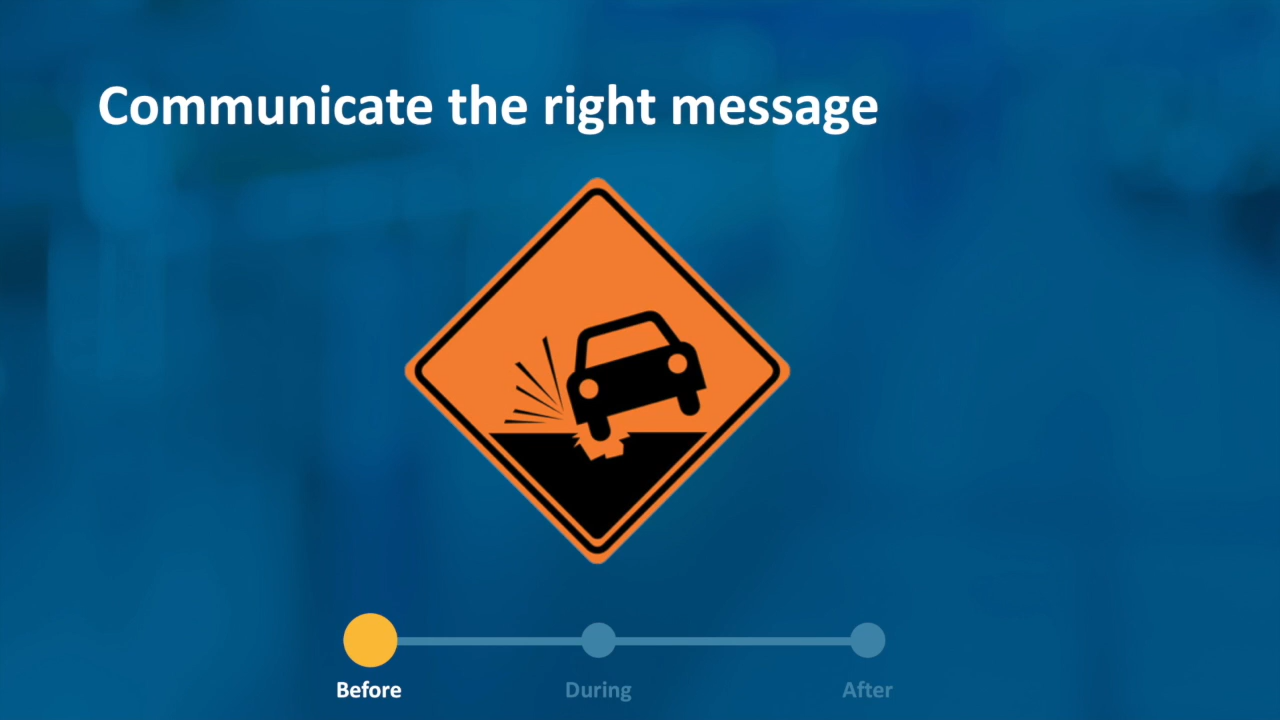 Communicate the right message
Before
During
After